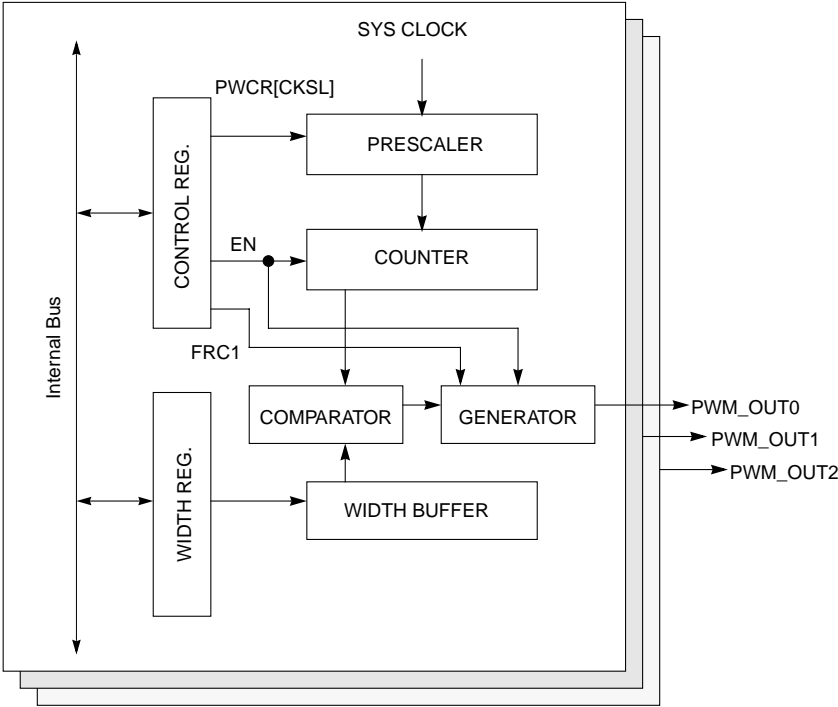 SYS CLOCK
PWCR[CKSL]
PRESCALER
CONTROL REG.
EN
COUNTER
Internal Bus
FRC1
COMPARATOR
GENERATOR
PWM_OUT0
PWM_OUT1
PWM_OUT2
WIDTH REG.
WIDTH BUFFER